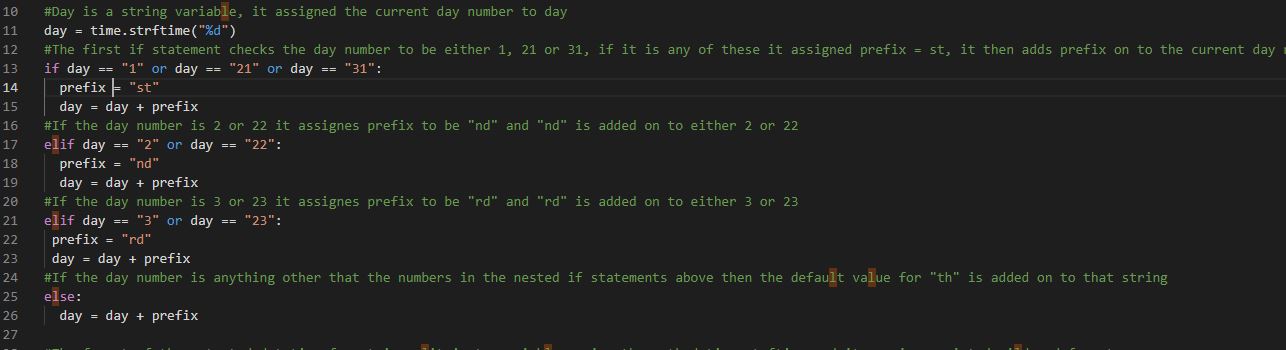 10 #Day is a string variable, it assigned the current day number to day
11 day = time.strftime("%d")
12 #The first if statement checks the day number to be either 1, 21 or 31, if it is any of these it assigned prefix = st, it then adds prefix on to the current day
13 if day == "1" or day == "21" or day == "31":
14 prefix = "st"
15 day = day + prefix
16 #If the day number is 2 or 22 it assignes prefix to be "nd" and "nd" is added on to either 2 or 22
17 elif day == "2" or day == "22":
18 prefix = "nd"
19 day = day + prefix
20 #If the day number is 3 or 23 it assignes prefix to be "rd" and "rd" is added on to either 3 or 23
21 elif day == "3" or day == "23":
22 prefix = "rd"
23 day = day + prefix
24 #If the day number is anything other that the numbers in the nested if statements above then the default value for "th" is added on to that string
25 else:
26 day = day + prefix
27